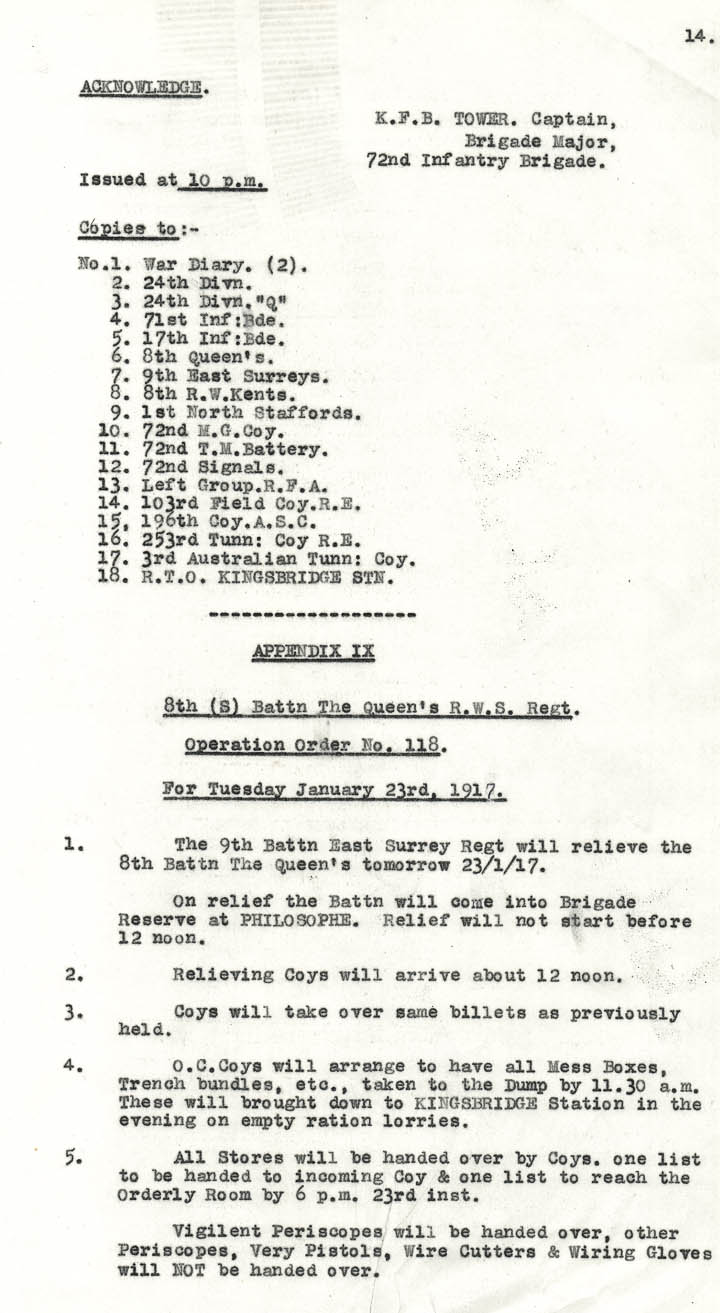 14.
ACKNOWLEDGE.
K.F.B. TOWER. Captain,
Brigade Major,
72nd Infantry Brigade.
Issued at 10 p.m.
Copies to:-
No.1. War Diary. (2).
2. 24th Divn.
3. 24th Divn."Q"
4. 71st Inf:Bde.
5. 17th Inf:Bde.
6. 8th Queen's.
7. 9th East Surreys.
8. 8th R.W.Kents.
9. 1st North Staffords.
10. 72nd M.G.Coy.
11. 72nd T.M.Battery.
12. 72nd Signals.
13. Left Group.R.F.A.
14. 103rd Field Coy.R.E.
15, 196th Coy.A.S.C.
16. 253rd Tunn: Coy R.E.
17. 3rd Australian Tunn: Coy.
18. R.T.O. KINGSBRIDGE STN.
-------------------
APPENDIX IX
8th (S) Battn The Queen's R.W.S. Regt.
Operation Order No. 118.
For Tuesday January 23rd, 1917.
1. The 9th Battn East Surrey Regt will relieve the
8th Battn The Queen's tomorrow 23/1/17.
On relief the Battn will come into Brigade
Reserve at PHILOSOPHE. Relief will not start before
12 noon.
2. Relieving Coys will arrive about 12 noon.
3. Coys will take over same billets as previously
held.
4. O.C.Coys will arrange to have all Mess Boxes,
Trench bundles, etc., taken to the Dump by 11.30 a.m.
These will brought down to KINGSBRIDGE Station in the
evening on empty ration lorries.
5. All Stores will be handed over by Coys. one list
to be handed to incoming Coy & one list to reach the
Orderly Room by 6 p.m. 23rd inst.
Vigilent Periscopes will be handed over, other
Periscopes, Very Pistols, Wire Cutters & Wiring Gloves
will NOT be handed over.